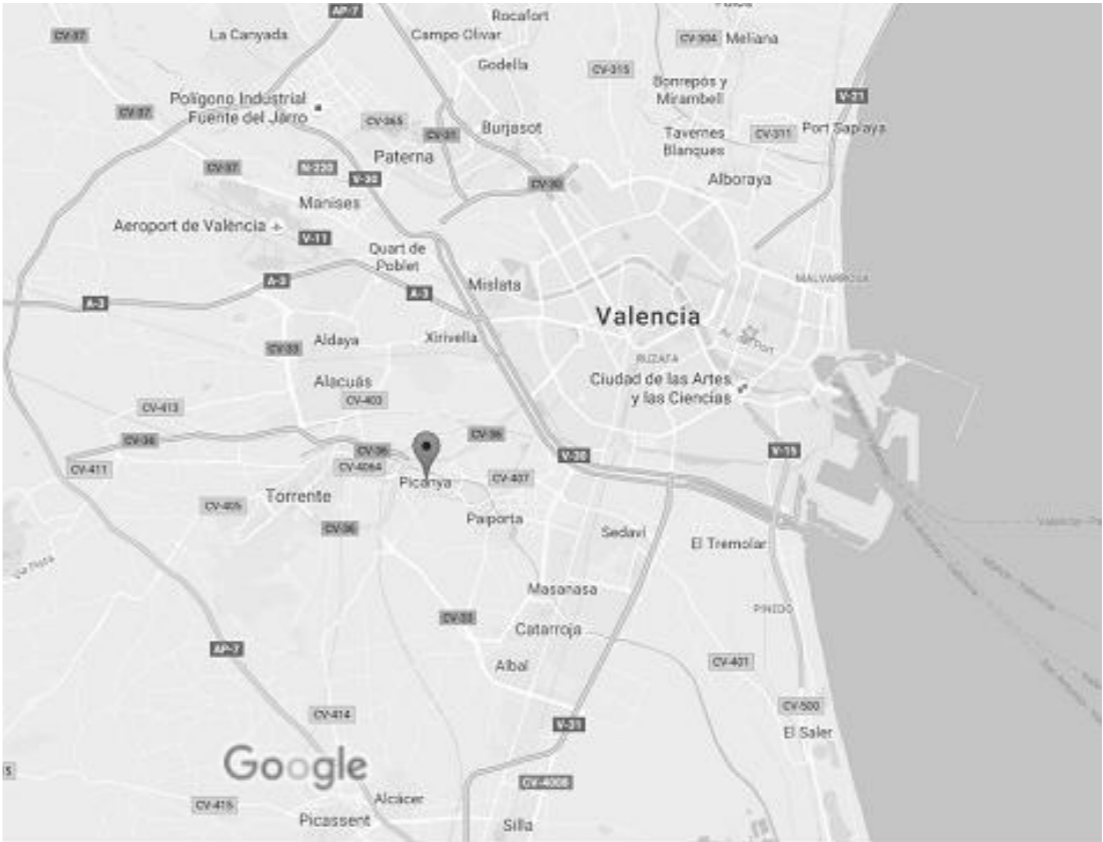 AP-7
Rocafort
CV-37
La Canyada
Campo Olivar
CV-304
Meliana
Godella
CV-315
Bonrepòs y
Mirambell
V-21
Polígono Industrial
Fuente del Jarro
CV-37
CV-365
CV-31
Burjasot
Tavernes
Blanques
CV-311
Port Saplaya
Paterna
CV-37
N-220
V-30
CV-30
Alboraya
Manises
Aeroport de València
V-11
Quart de
Poblet
A-3
A-3
A-3
Mislata
MALVARROSA
Valencia
Xirivella
Aldaya
CV-33
RUZAFA
Alacuás
Ciudad de las Artes
y las Ciencias
CV-403
CV-413
CV-36
CV-36
CV-36
CV-411
CV-4064
V-30
V-15
Picanya
CV-407
Torrente
CV-405
CV-36
Paiporta
Sedaví
El Tremolar
Masanasa
PINEDO
CV-33
Catarroja
AP-7
Albal
CV-401
CV-414
CV-500
V-31
El Saler
Google
CV-4008
CV-415
Alcácer
Picassent
Silla